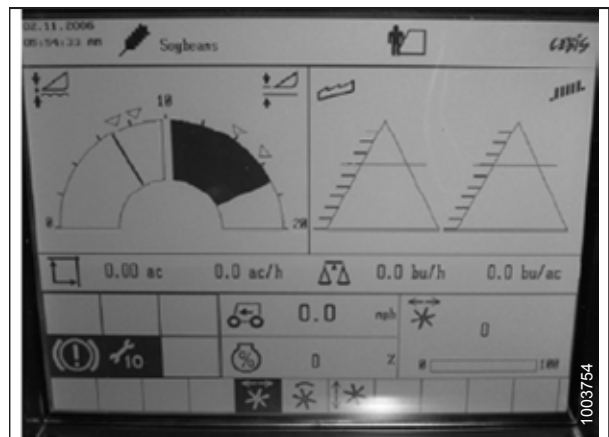 02.11.2006
05:54:33 AM
Soybeans
CEBIS
10
0
20
0.00 ac
0.0 ac/h
0.0 bu/h
0.0 bu/ac
0.0 mph
0
10
%
0 %
0 100
1003754